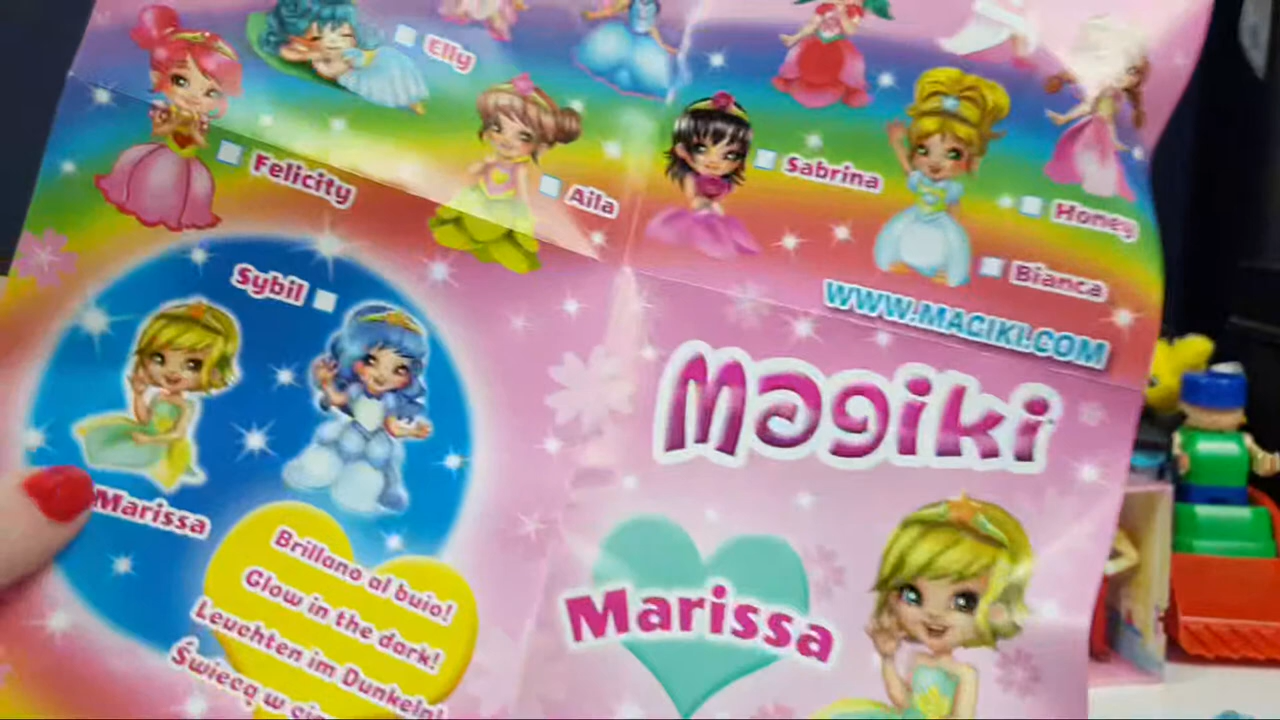 Elly
Felicity
Aila
Sabrina
Honey
Bianca
WWW.MAGIKI.COM
Sybil
Marissa
Brillano al buio!
Glow in the dark!
Leuchten im Dunkeln!
Świecą w
Magiki
Marissa